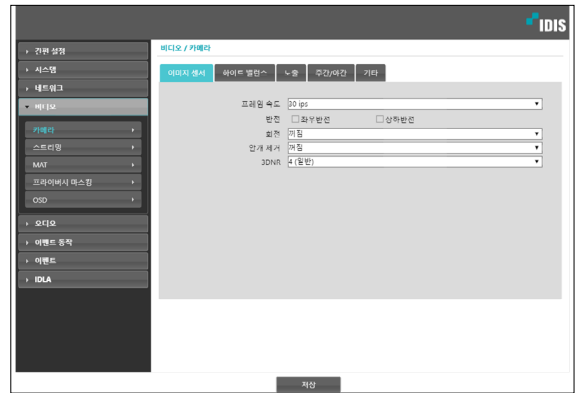 IDIS
간편 설정
시스템
네트워크
비디오
카메라
스트리밍
MAT
프라이버시 마스킹
OSD
오디오
이벤트 동작
이벤트
IDLA
비디오 / 카메라
이미지 센서 화이트 밸런스 노출 주간/야간 기타
프레임 속도 30 ips
반전 좌우반전 상하반전
회전 꺼짐
안개 제거 꺼짐
3DNR 4 (일반)
저장